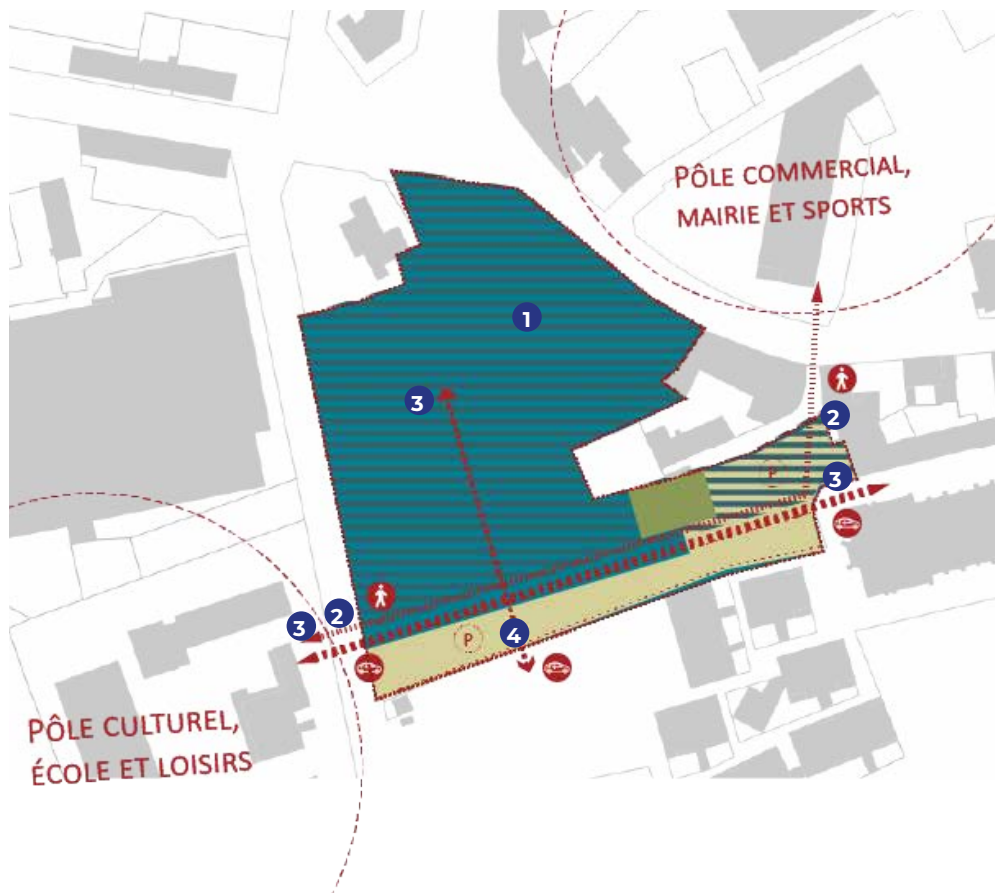 PÔLE COMMERCIAL,
MAIRIE ET SPORTS
1
3
2
P
3
2
3
4
P
PÔLE CULTUREL,
ÉCOLE ET LOISIRS